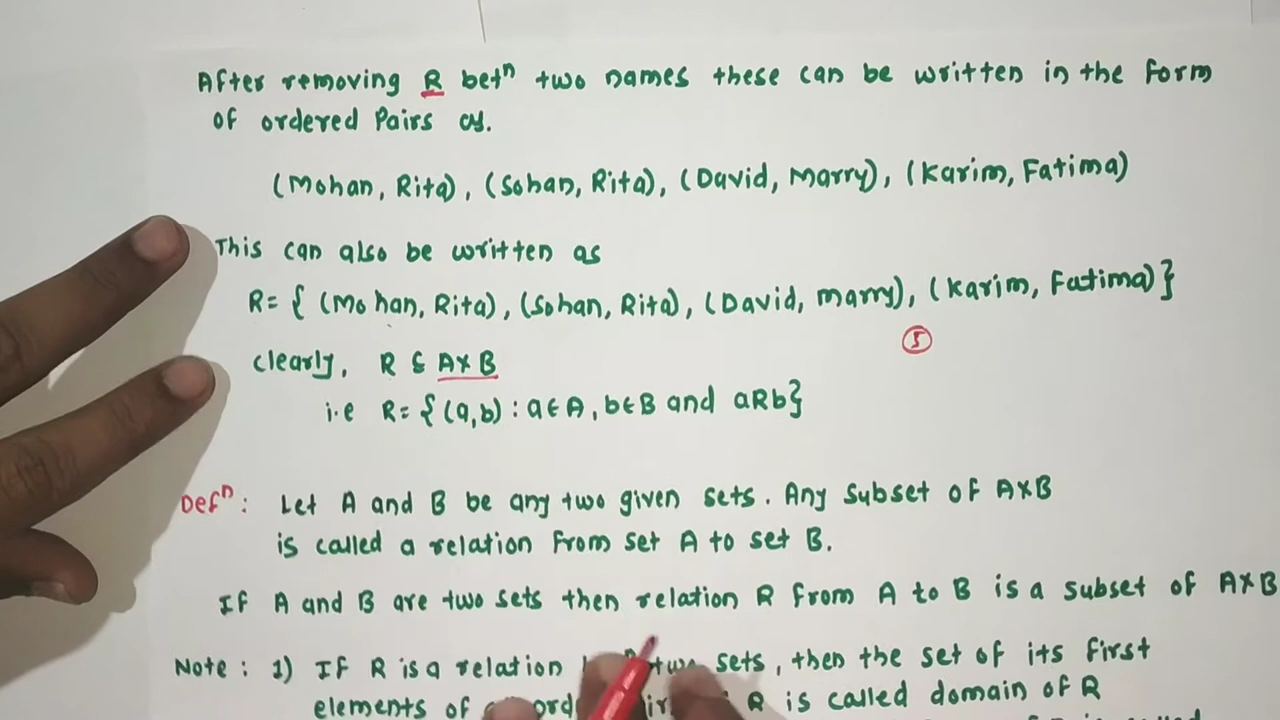 After removing R betⁿ two names these can be written in the form
of ordered Pairs as.
(Mohan, Rita), (Sohan, Rita), (David, Marry), (Karim, Fatima)
This can also be written as
R= { (Mohan, Rita), (Sohan, Rita), (David, marry), (Karim, Fatima)}
5
clearly, R ⊆ A×B
i.e R= {(a,b) : a∈A, b∈B and aRb}
Defⁿ: Let A and B be any two given sets. Any subset of A×B
is called a relation from set A to set B.
If A and B are two sets then relation R from A to B is a subset of A×B
Note : 1) If R is a relation two sets, then the set of its first
elements of R is called domain of R